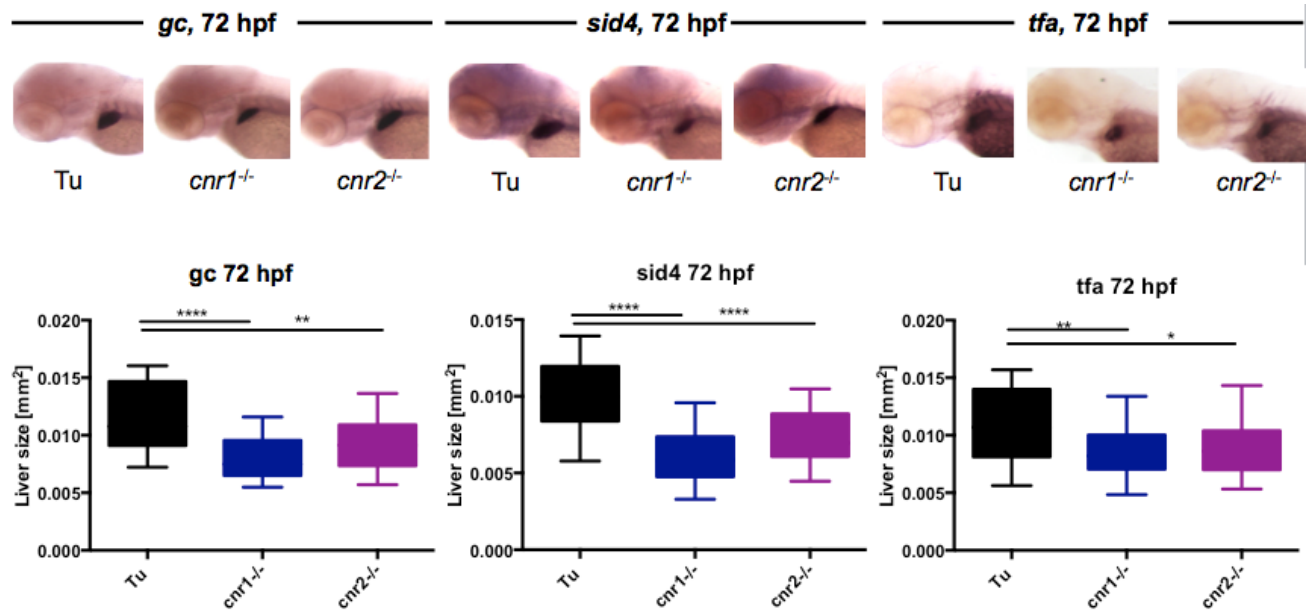 gc, 72 hpf
sid4, 72 hpf
tfa, 72 hpf
Tu
cnr1-/-
cnr2-/-
Tu
cnr1-/-
cnr2-/-
Tu
cnr1-/-
cnr2-/-
gc 72 hpf
****
**
0.020
0.015
0.010
0.005
0.000
Liver size [mm²]
Tu
cnr1-/-
cnr2-/-
sid4 72 hpf
****
****
0.015
0.010
0.005
0.000
Liver size [mm²]
Tu
cnr1-/-
cnr2-/-
tfa 72 hpf
**
*
0.020
0.015
0.010
0.005
0.000
Liver size [mm²]
Tu
cnr1-/-
cnr2-/-